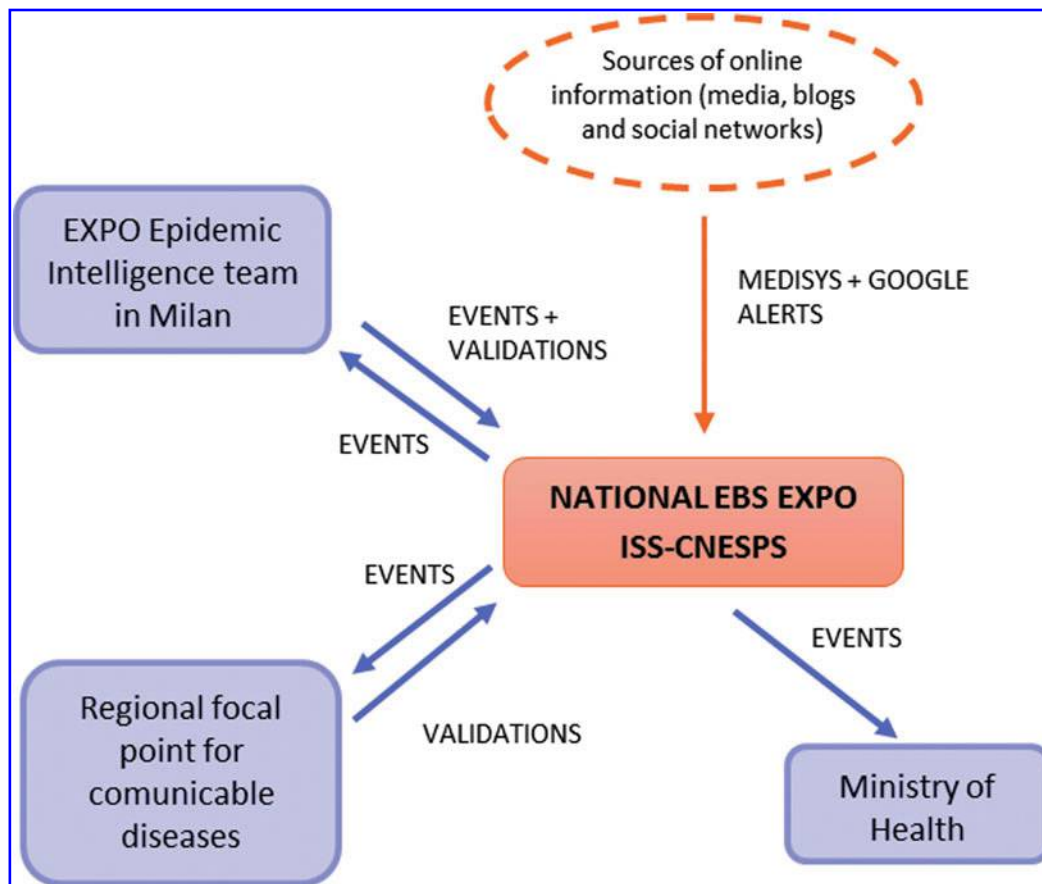 Sources of online
information (media, blogs
and social networks)
EXPO Epidemic
Intelligence team
in Milan
MEDISYS + GOOGLE
ALERTS
EVENTS +
VALIDATIONS
EVENTS
NATIONAL EBS EXPO
ISS-CNESPS
EVENTS
EVENTS
Regional focal
point for
comunicable
diseases
VALIDATIONS
Ministry of
Health